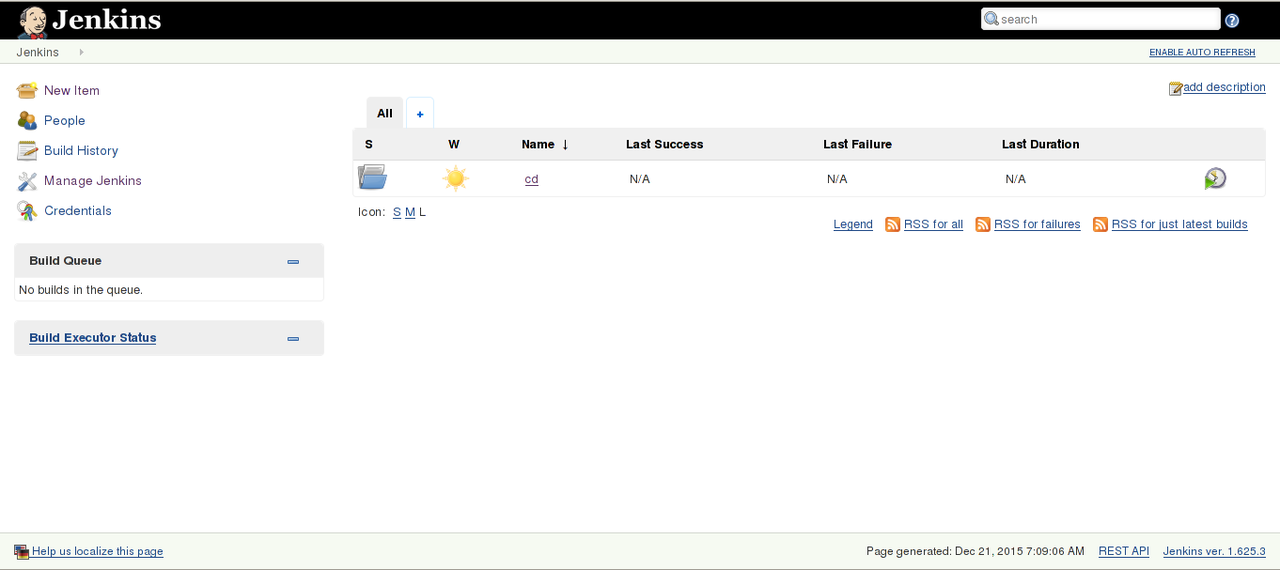 Jenkins
search
Jenkins
ENABLE AUTO REFRESH
New Item
People
Build History
Manage Jenkins
Credentials
Build Queue
No builds in the queue.
Build Executor Status
add description
All +
S W Name ↓ Last Success Last Failure Last Duration
cd N/A N/A N/A
Icon: S M L
Legend RSS for all RSS for failures RSS for just latest builds
Help us localize this page
Page generated: Dec 21, 2015 7:09:06 AM REST API Jenkins ver. 1.625.3